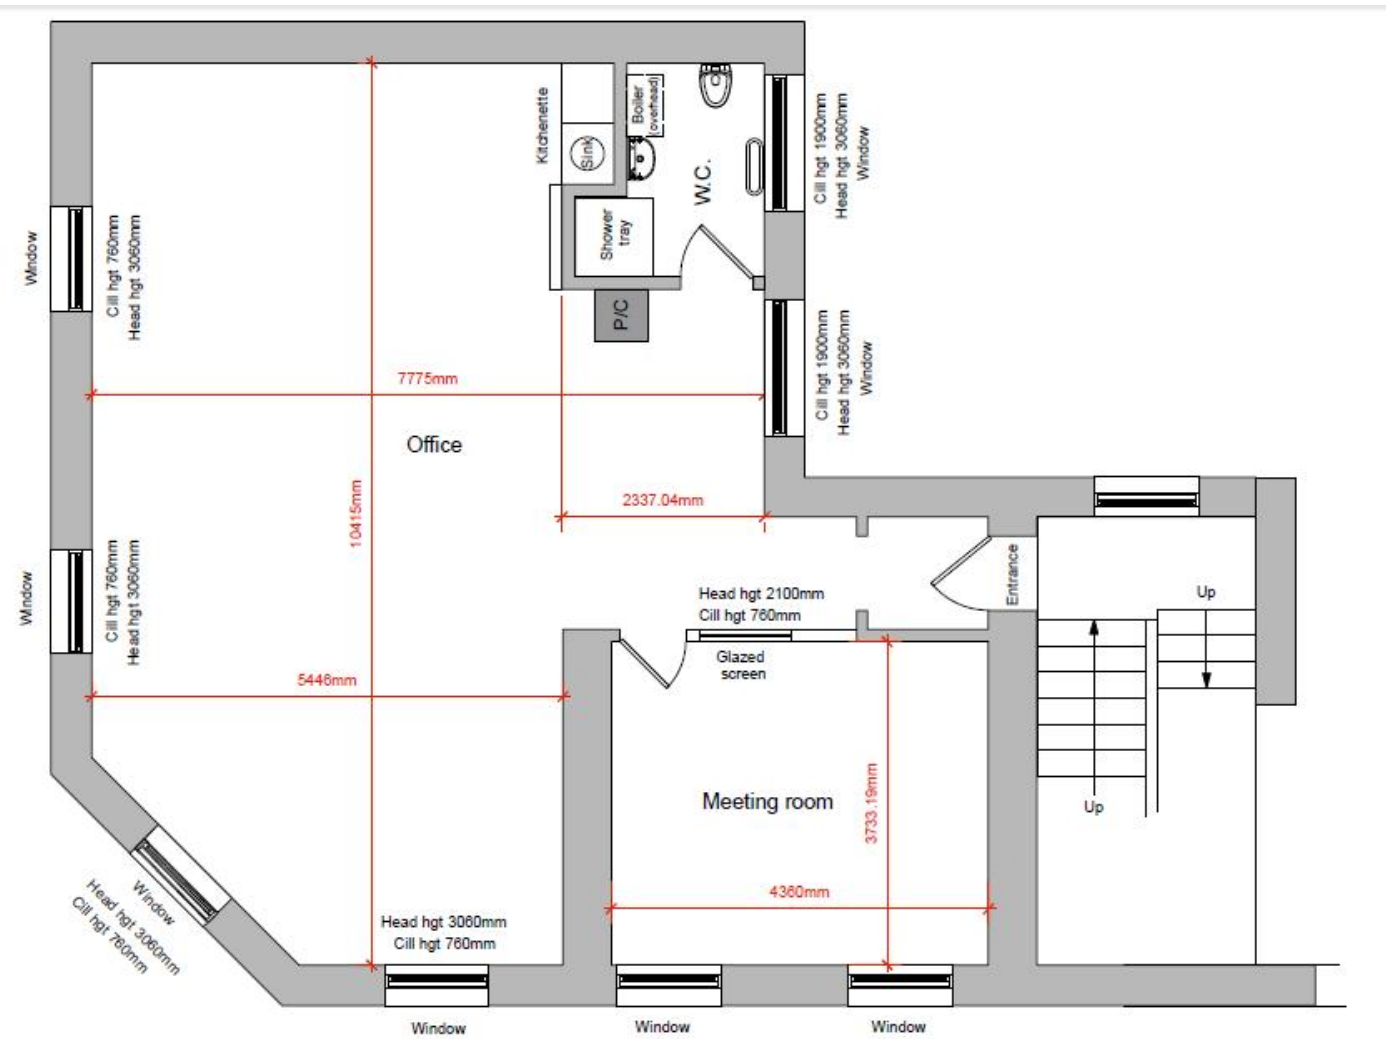 Kitchenette
Sink
Boiler
(overhead)
W.C.
Shower
tray
P/C
Cill hgt 1900mm
Head hgt 3060mm
Window
Window
Cill hgt 760mm
Head hgt 3060mm
Cill hgt 1900mm
Head hgt 3060mm
Window
7775mm
Office
10415mm
2337.04mm
Window
Cill hgt 760mm
Head hgt 3060mm
Head hgt 2100mm
Cill hgt 760mm
Glazed
screen
Entrance
Up
Up
5446mm
Meeting room
3733.19mm
4360mm
Window
Head hgt 3060mm
Cill hgt 760mm
Head hgt 3060mm
Cill hgt 760mm
Window
Window
Window